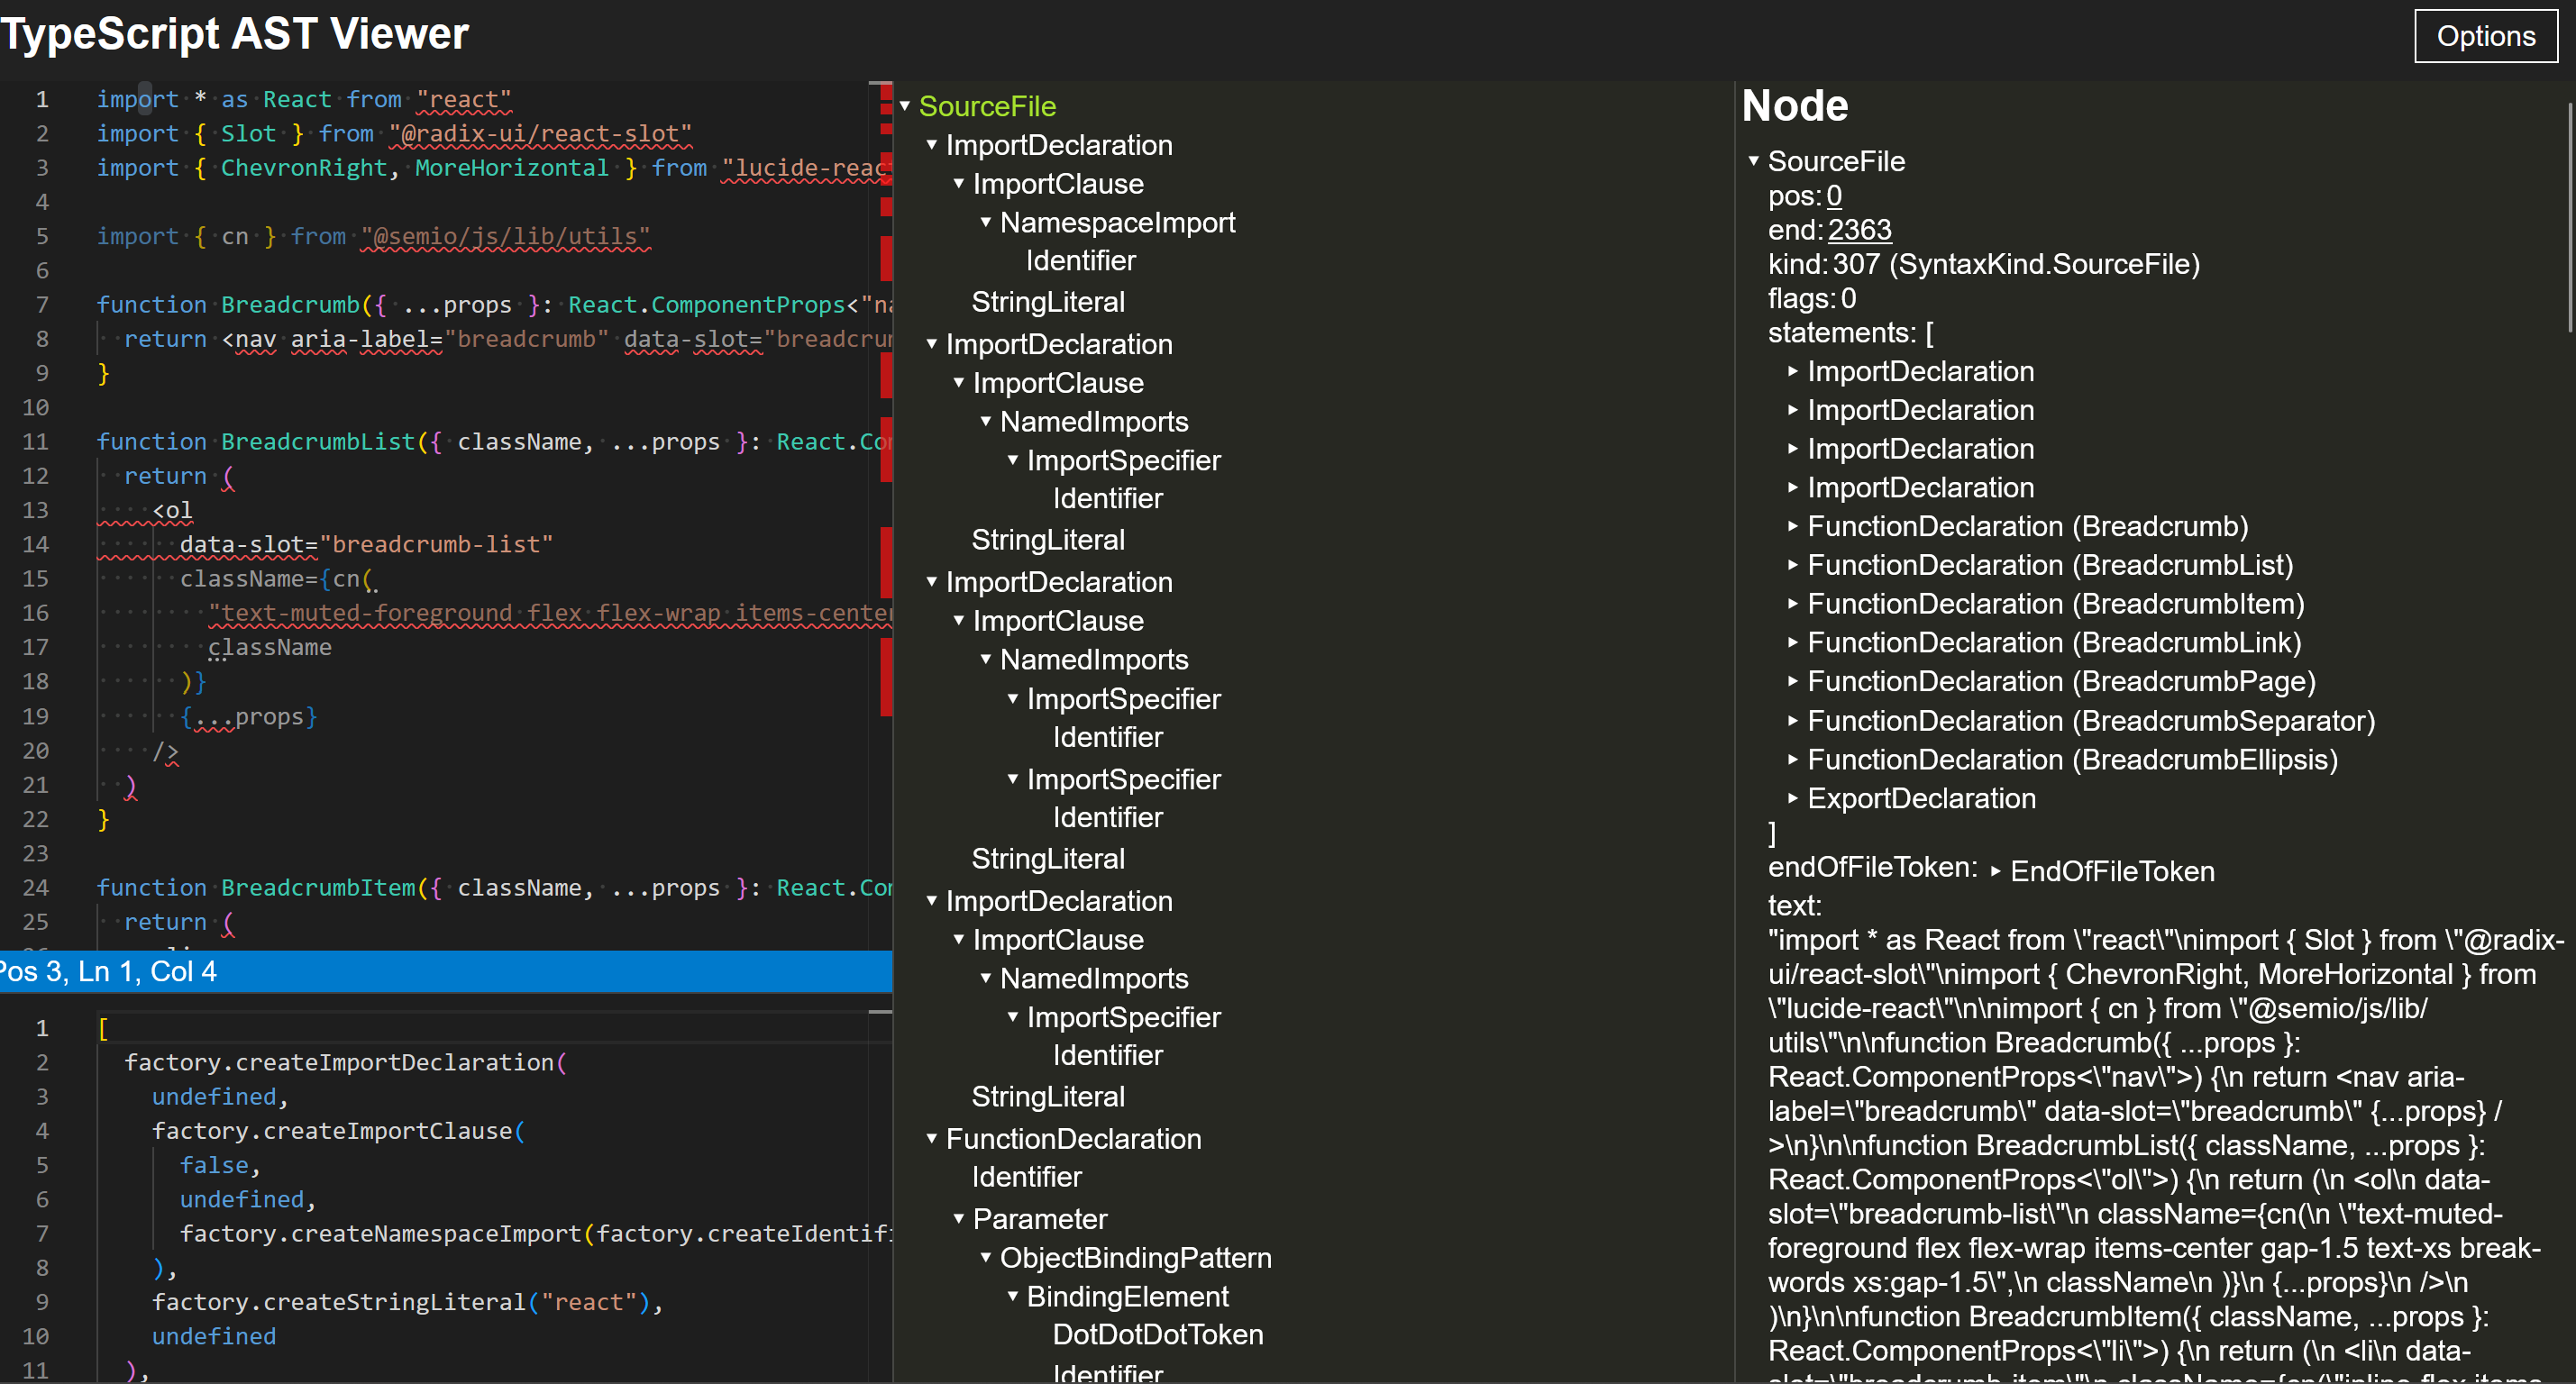 TypeScript AST Viewer
Options
1 import * as React from "react"
2 import { Slot } from "@radix-ui/react-slot"
3 import { ChevronRight, MoreHorizontal } from "lucide-reac
4
5 import { cn } from "@semio/js/lib/utils"
6
7 function Breadcrumb({ ...props }: React.ComponentProps<"na
8 return <nav aria-label="breadcrumb" data-slot="breadcrum
9 }
10
11 function BreadcrumbList({ className, ...props }: React.Com
12 return (
13 <ol
14 data-slot="breadcrumb-list"
15 className={cn(
16 "text-muted-foreground flex flex-wrap items-center
17 className
18 )}
19 {...props}
20 />
21 )
22 }
23
24 function BreadcrumbItem({ className, ...props }: React.Com
25 return (
Pos 3, Ln 1, Col 4
1 [
2 factory.createImportDeclaration(
3 undefined,
4 factory.createImportClause(
5 false,
6 undefined,
7 factory.createNamespaceImport(factory.createIdentifi
8 ),
9 factory.createStringLiteral("react"),
10 undefined
11 ),
SourceFile
ImportDeclaration
ImportClause
NamespaceImport
Identifier
StringLiteral
ImportDeclaration
ImportClause
NamedImports
ImportSpecifier
Identifier
StringLiteral
ImportDeclaration
ImportClause
NamedImports
ImportSpecifier
Identifier
ImportSpecifier
Identifier
StringLiteral
ImportDeclaration
ImportClause
NamedImports
ImportSpecifier
Identifier
StringLiteral
FunctionDeclaration
Identifier
Parameter
ObjectBindingPattern
BindingElement
DotDotDotToken
Identifier
Node
SourceFile
pos: 0
end: 2363
kind: 307 (SyntaxKind.SourceFile)
flags: 0
statements: [
ImportDeclaration
ImportDeclaration
ImportDeclaration
ImportDeclaration
FunctionDeclaration (Breadcrumb)
FunctionDeclaration (BreadcrumbList)
FunctionDeclaration (BreadcrumbItem)
FunctionDeclaration (BreadcrumbLink)
FunctionDeclaration (BreadcrumbPage)
FunctionDeclaration (BreadcrumbSeparator)
FunctionDeclaration (BreadcrumbEllipsis)
ExportDeclaration
]
endOfFileToken: EndOfFileToken
text:
"import * as React from \"react\"\nimport { Slot } from \"@radix-
ui/react-slot\"\nimport { ChevronRight, MoreHorizontal } from
\"lucide-react\"\n\nimport { cn } from \"@semio/js/lib/
utils\"\n\nfunction Breadcrumb({ ...props }:
React.ComponentProps<\"nav\">) {\n return <nav aria-
label=\"breadcrumb\" data-slot=\"breadcrumb\" {...props} /
>\n}\n\nfunction BreadcrumbList({ className, ...props }:
React.ComponentProps<\"ol\">) {\n return (\n <ol\n data-
slot=\"breadcrumb-list\"\n className={cn(\n \"text-muted-
foreground flex flex-wrap items-center gap-1.5 text-xs break-
words xs:gap-1.5\",\n className\n )}\n {...props}\n />\n
)\n}\n\nfunction BreadcrumbItem({ className, ...props }:
React.ComponentProps<\"li\">) {\n return (\n <li\n data-
slot=\"breadcrumb-item\"\n className={cn(\"inline-flex items-